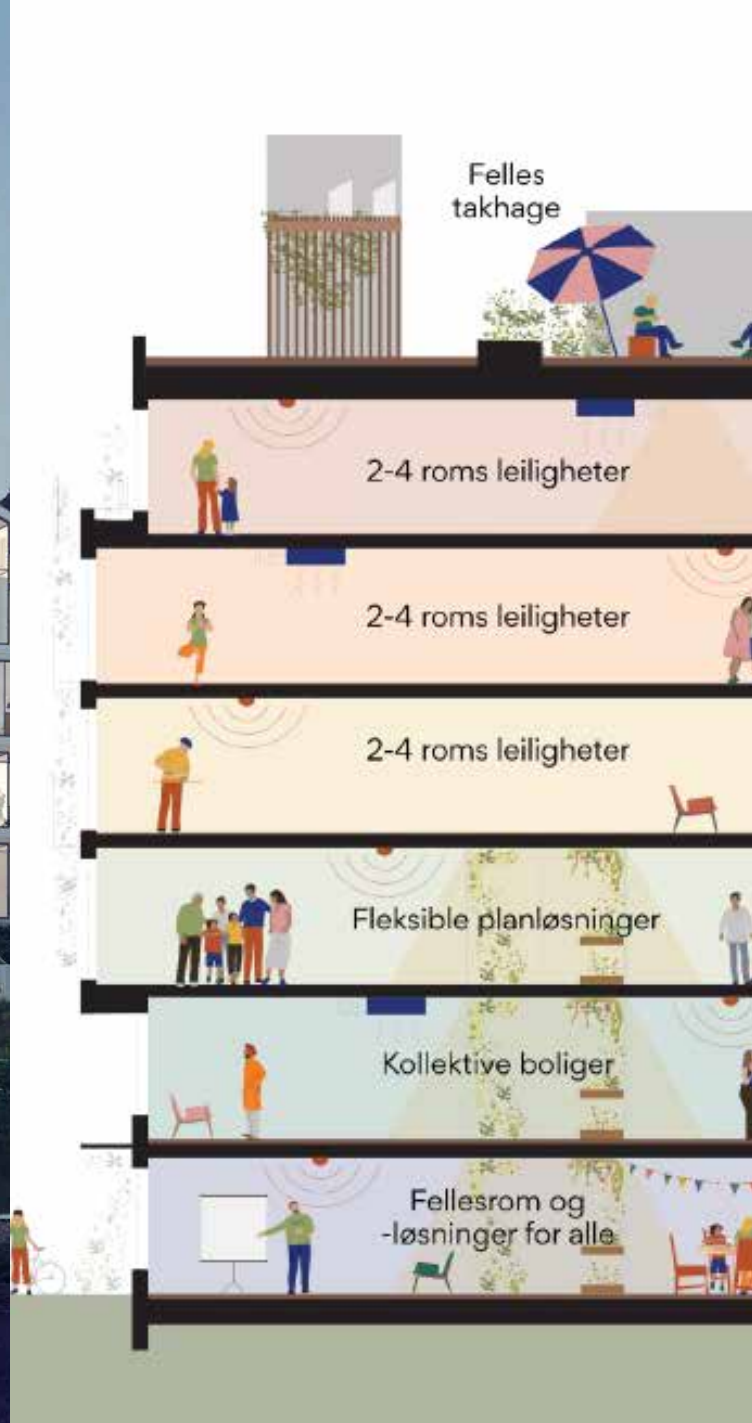 Felles
takhage
2-4 roms leiligheter
2-4 roms leiligheter
2-4 roms leiligheter
Fleksible planløsninger
Kollektive boliger
Fellesrom og
-løsninger for alle